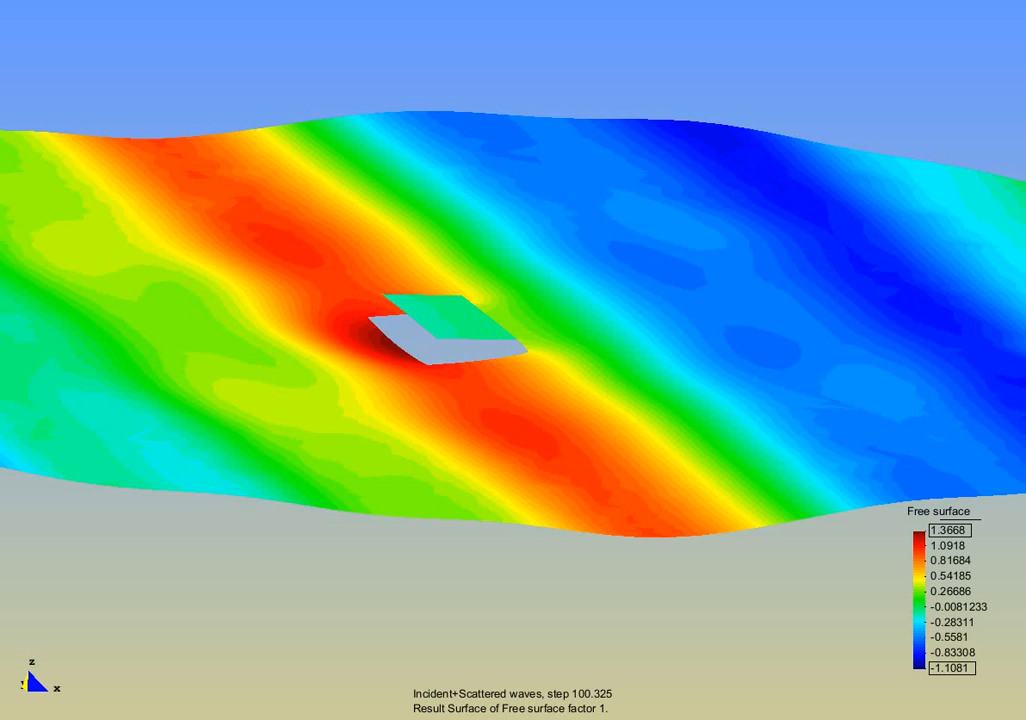 Free surface
1.3668
1.0918
0.81684
0.54185
0.26686
-0.0081233
-0.28311
-0.5581
-0.83308
-1.1081
z
x
Incident+Scattered waves, step 100.325
Result Surface of Free surface factor 1.